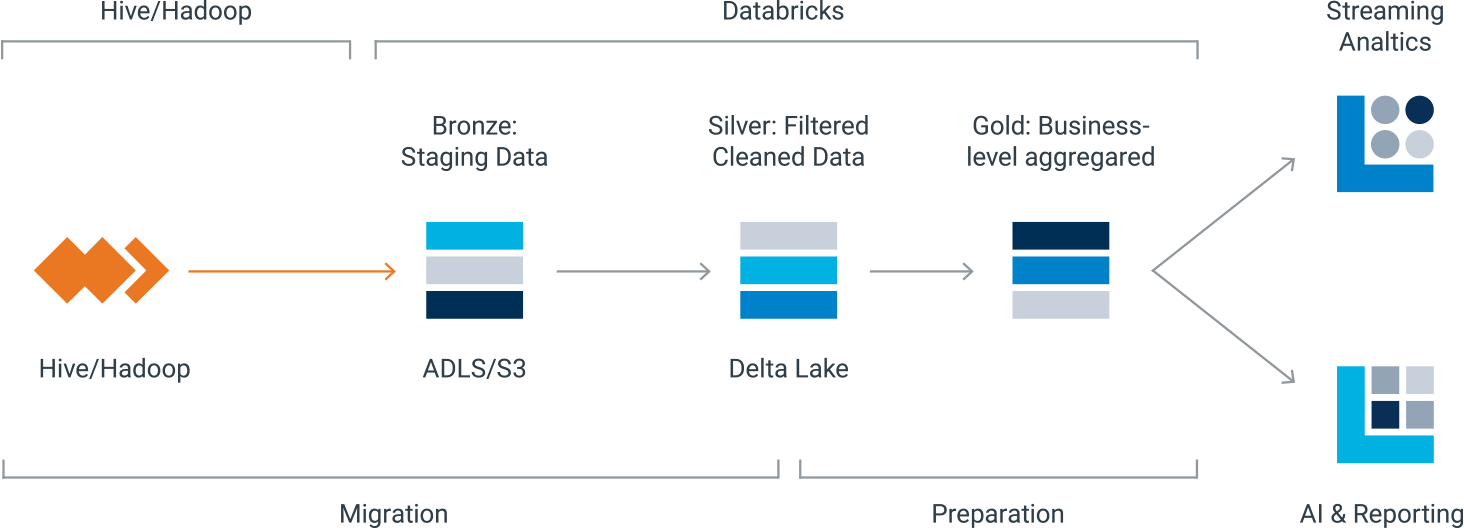 Hive/Hadoop
Databricks
Streaming
Analtics
Bronze:
Staging Data
Silver: Filtered
Cleaned Data
Gold: Business-
level aggregared
Hive/Hadoop
ADLS/S3
Delta Lake
Migration
Preparation
AI & Reporting